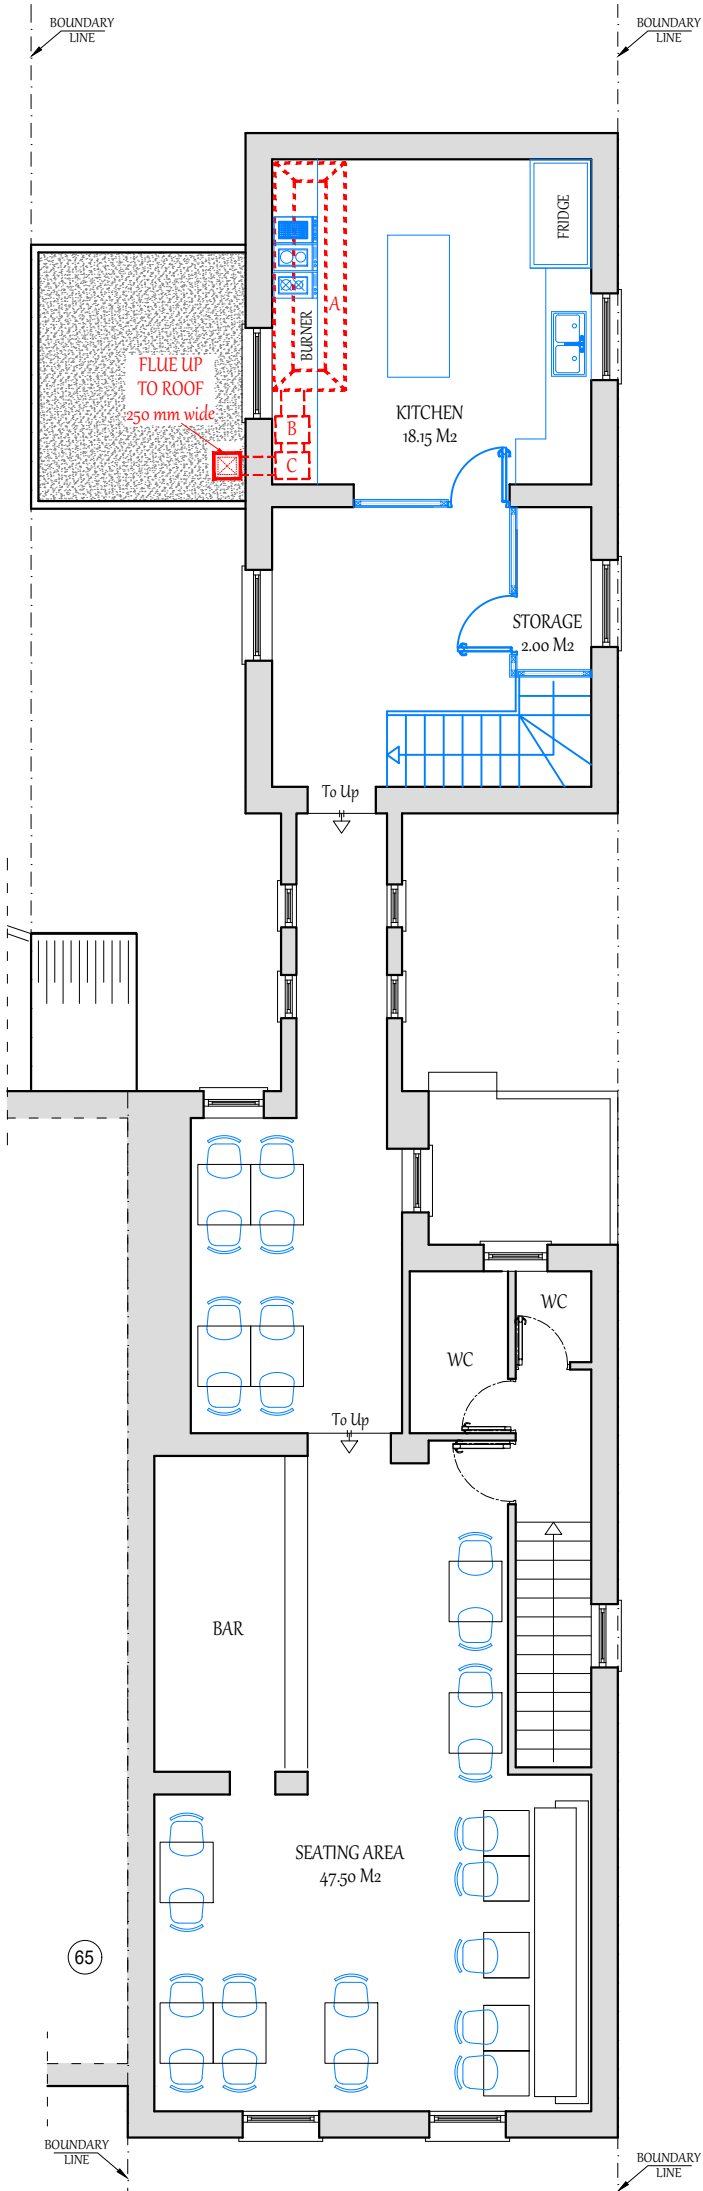 BOUNDARY
LINE
BOUNDARY
LINE
FRIDGE
A
BURNER
FLUE UP
TO ROOF
250 mm wide
KITCHEN
18.15 M2
B
C
STORAGE
2.00 M2
To Up
WC
WC
To Up
BAR
SEATING AREA
47.50 M2
65
BOUNDARY
LINE
BOUNDARY
LINE